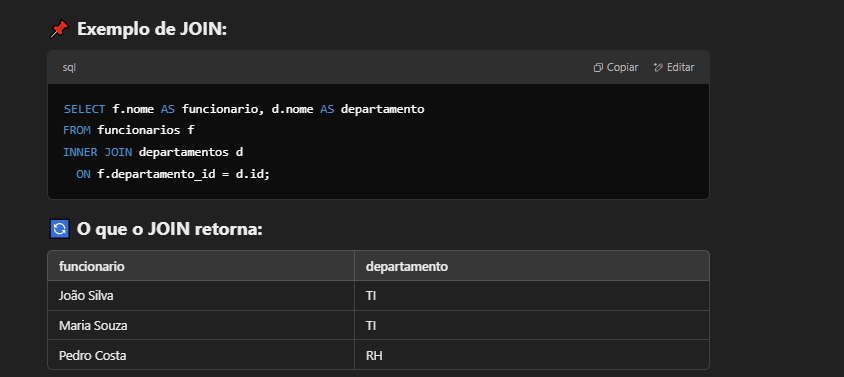 📌 Exemplo de JOIN:
sql Copiar Editar
SELECT f.nome AS funcionario, d.nome AS departamento
FROM funcionarios f
INNER JOIN departamentos d
  ON f.departamento_id = d.id;
🔄 O que o JOIN retorna:
funcionario departamento
João Silva TI
Maria Souza TI
Pedro Costa RH